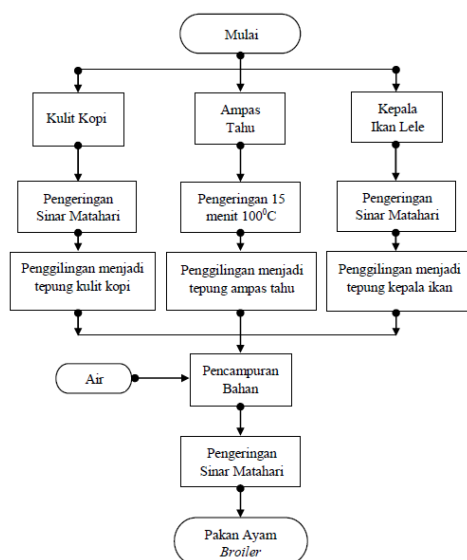 Mulai
Kulit Kopi
Ampas
Tahu
Kepala
Ikan Lele
Pengeringan
Sinar Matahari
Pengeringan 15
menit 100⁰C
Pengeringan
Sinar Matahari
Penggilingan menjadi
tepung kulit kopi
Penggilingan menjadi
tepung ampas tahu
Penggilingan menjadi
tepung kepala ikan
Air
Pencampuran
Bahan
Pengeringan
Sinar Matahari
Pakan Ayam
Broiler